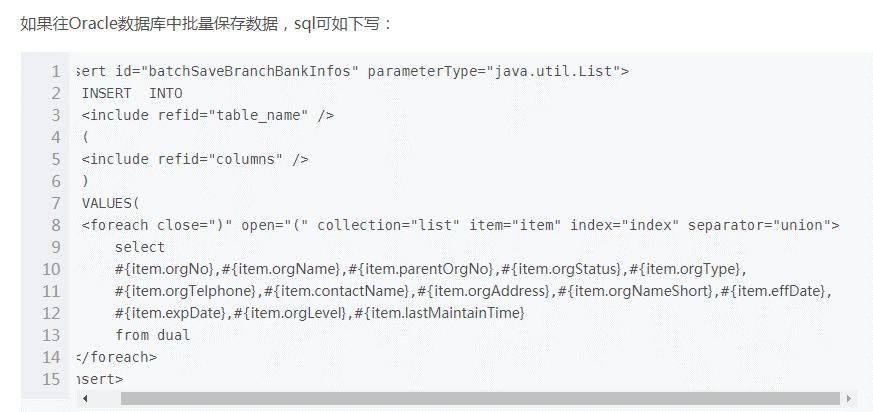 如果往Oracle数据库中批量保存数据，sql可如下写：
1 sert id="batchSaveBranchBankInfos" parameterType="java.util.List">
2 INSERT  INTO
3 <include refid="table_name" />
4 (
5 <include refid="columns" />
6 )
7 VALUES(
8 <foreach close=")" open="(" collection="list" item="item" index="index" separator="union">
9 select
10 #{item.orgNo},#{item.orgName},#{item.parentOrgNo},#{item.orgStatus},#{item.orgType},
11 #{item.orgTelphone},#{item.contactName},#{item.orgAddress},#{item.orgNameShort},#{item.effDate},
12 #{item.expDate},#{item.orgLevel},#{item.lastMaintainTime}
13 from dual
14 </foreach>
15 nsert>